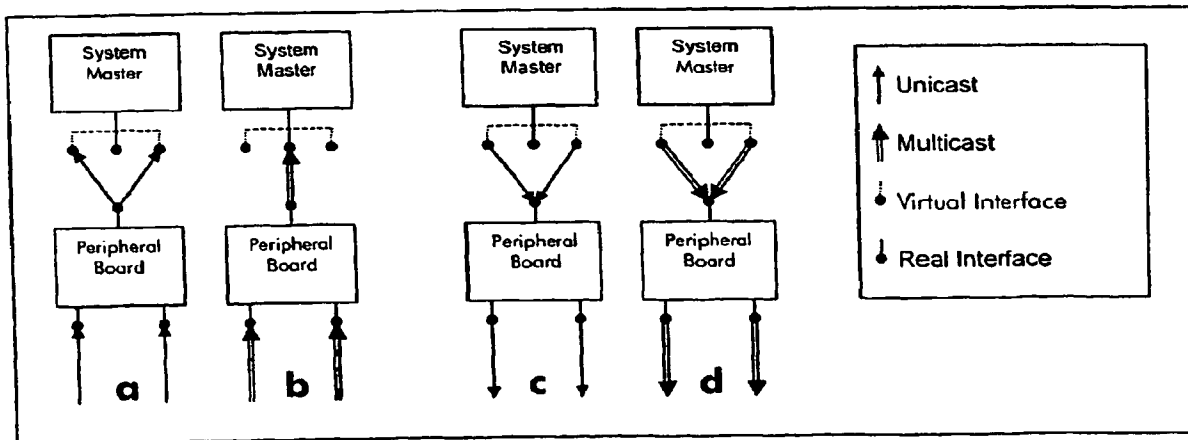 System
Master
System
Master
System
Master
System
Master
Peripheral
Board
Peripheral
Board
Peripheral
Board
Peripheral
Board
a
b
c
d
Unicast
Multicast
Virtual Interface
Real Interface